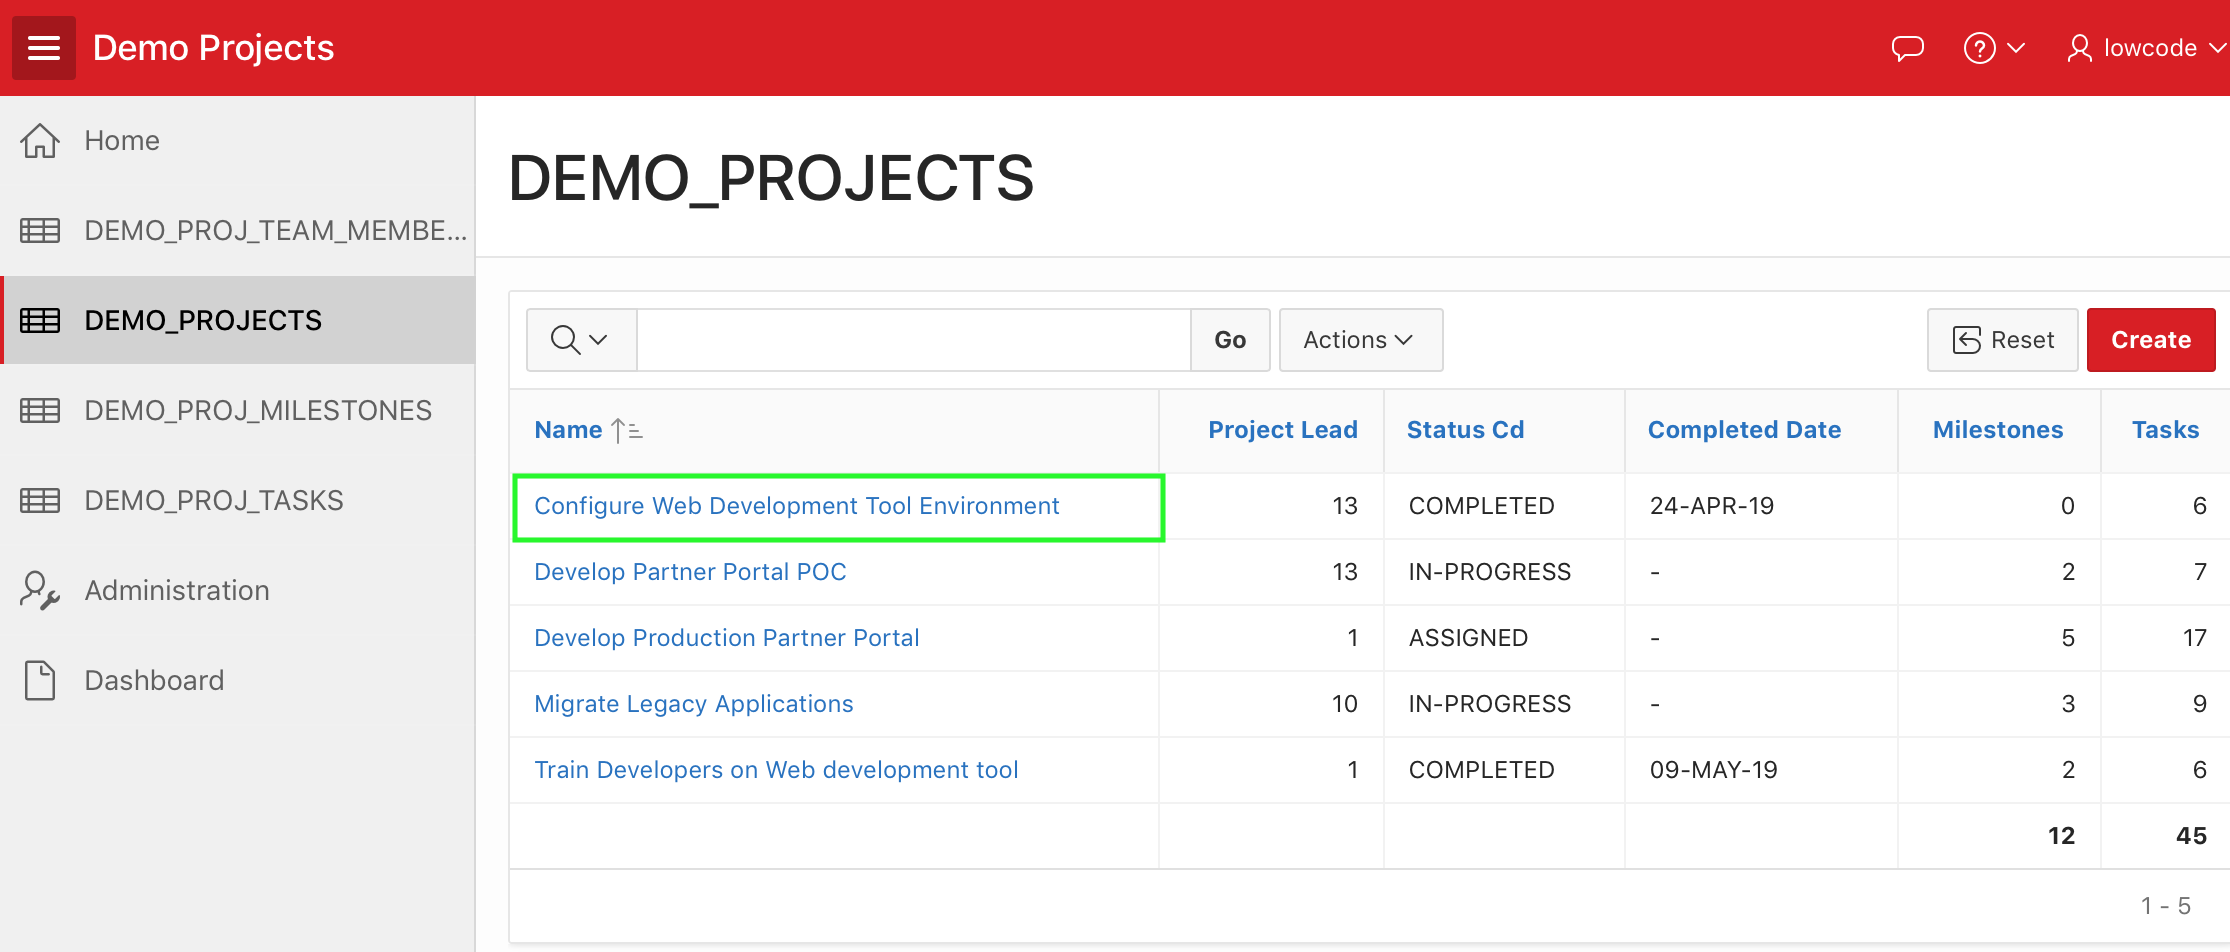 Demo Projects
lowcode
Home
DEMO_PROJ_TEAM_MEMBE...
DEMO_PROJECTS
DEMO_PROJ_MILESTONES
DEMO_PROJ_TASKS
Administration
Dashboard
DEMO_PROJECTS
Go Actions Reset Create
Name Project Lead Status Cd Completed Date Milestones Tasks
Configure Web Development Tool Environment 13 COMPLETED 24-APR-19 0 6
Develop Partner Portal POC 13 IN-PROGRESS - 2 7
Develop Production Partner Portal 1 ASSIGNED - 5 17
Migrate Legacy Applications 10 IN-PROGRESS - 3 9
Train Developers on Web development tool 1 COMPLETED 09-MAY-19 2 6
12 45
1 - 5